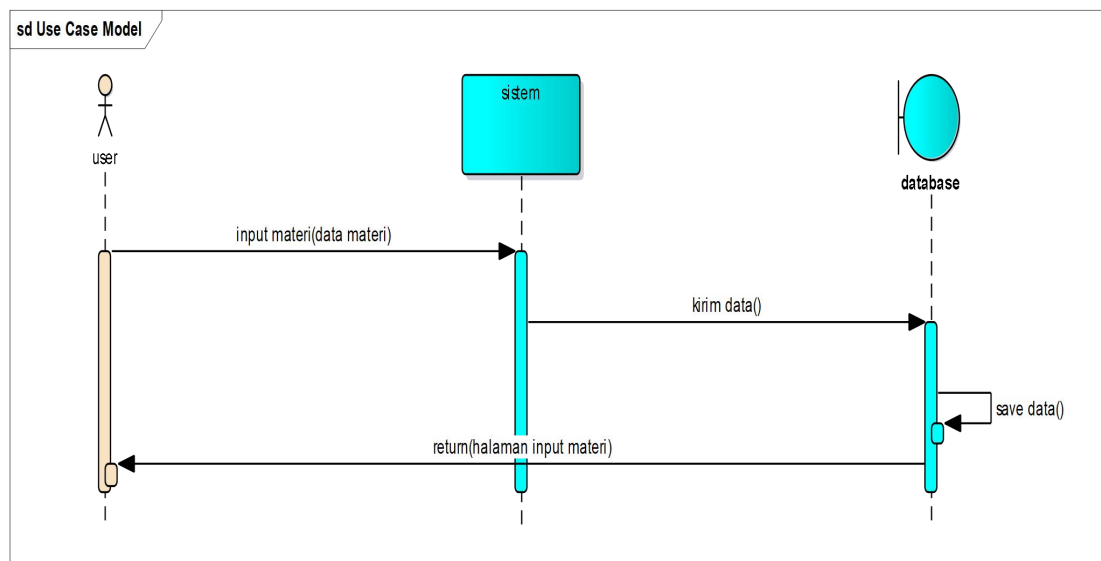 sd Use Case Model
sistem
user
database
input materi(data materi)
kirim data()
save data()
return(halaman input materi)